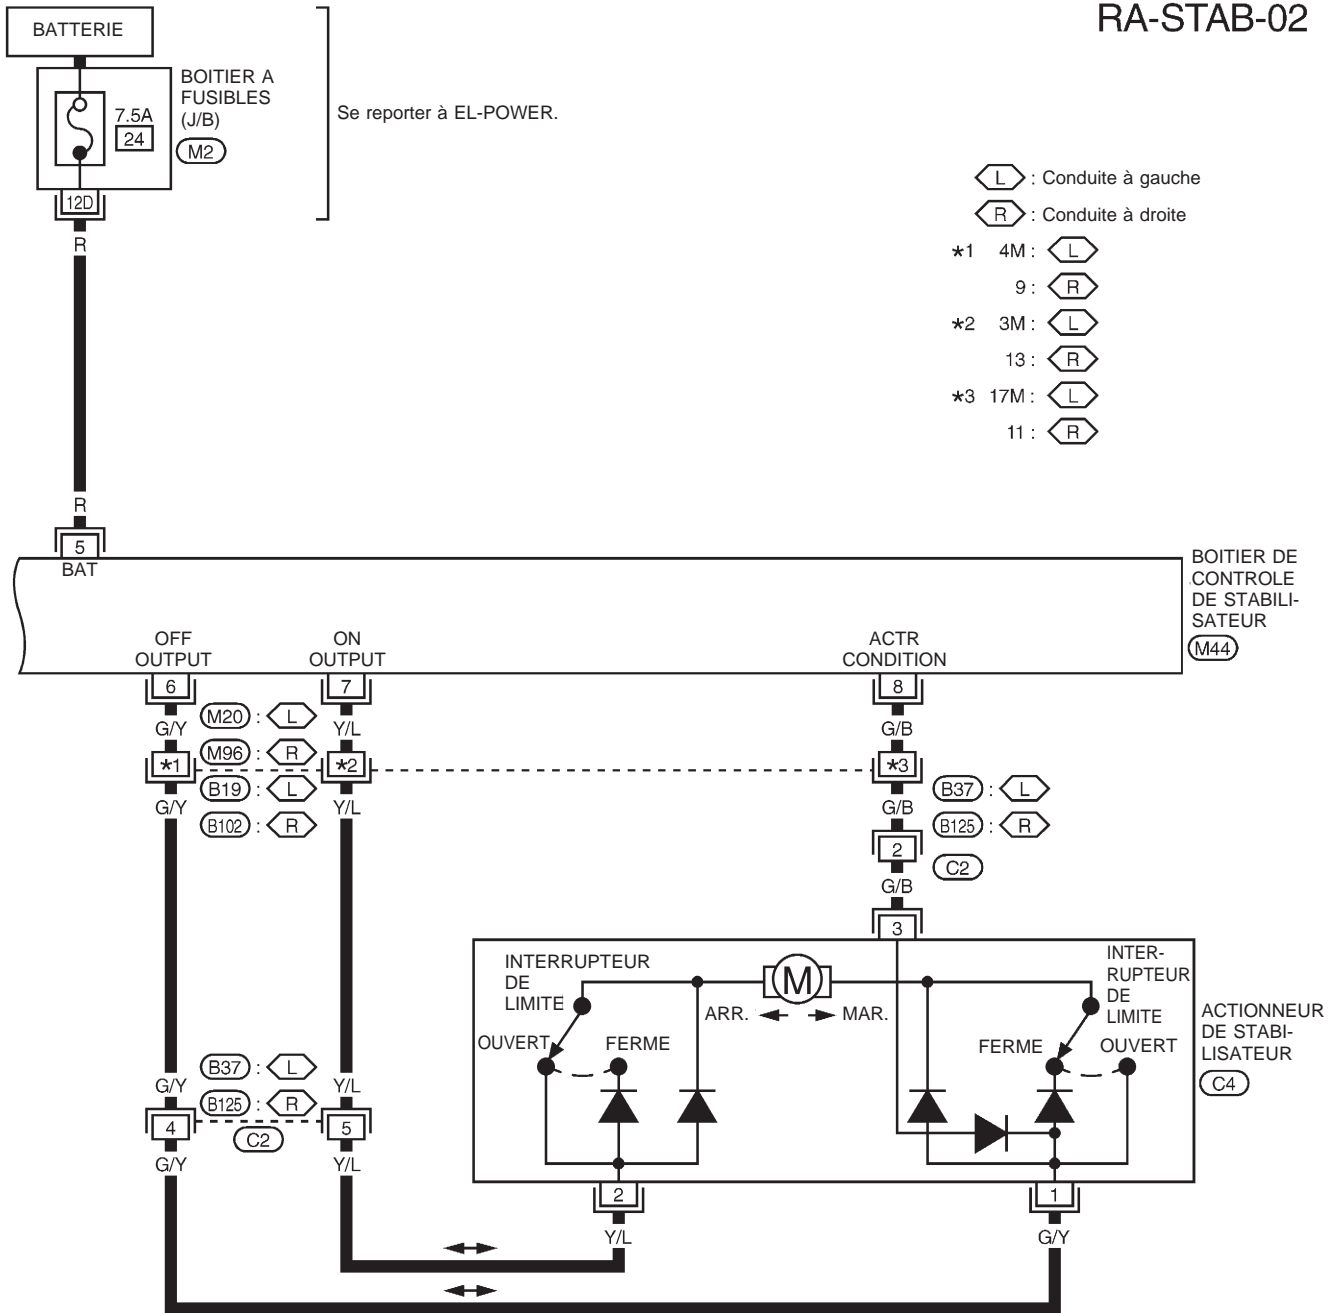 RA-STAB-02
BATTERIE
BOITIER A
FUSIBLES
(J/B)
M2
7.5A
24
12D
R
Se reporter à EL-POWER.
L : Conduite à gauche
R : Conduite à droite
*1 4M : L
9 : R
*2 3M : L
13 : R
*3 17M : L
11 : R
R
5
BAT
BOITIER DE
CONTROLE
DE STABILI-
SATEUR
M44
OFF
OUTPUT
ON
OUTPUT
ACTR
CONDITION
6
7
8
G/Y
M20 : L
Y/L
G/B
*1
M96 : R
*2
*3
G/Y
B19 : L
Y/L
G/B
B37 : L
B102 : R
B125 : R
2
C2
G/B
3
INTERRUPTEUR
DE
LIMITE
M
ARR.
MAR.
INTER-
RUPTEUR
DE
LIMITE
OUVERT
FERME
FERME
OUVERT
ACTIONNEUR
DE STABI-
LISATEUR
C4
G/Y
B37 : L
Y/L
B125 : R
4
C2
5
G/Y
Y/L
2
1
Y/L
G/Y